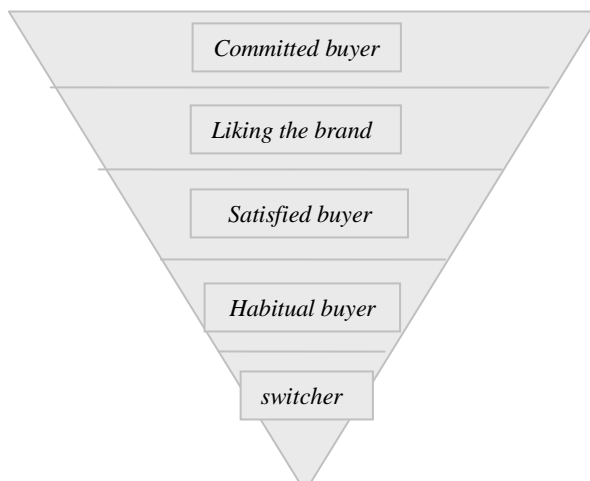 Committed buyer
Liking the brand
Satisfied buyer
Habitual buyer
switcher